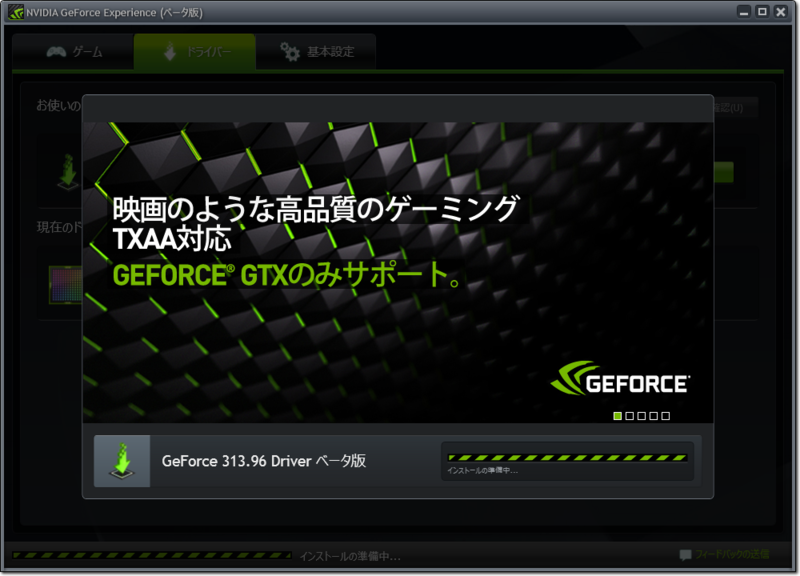 NVIDIA GeForce Experience (ベータ版)
ゲーム
ドライバー
基本設定
お使いの
確認(U)
映画のような高品質のゲーミング
TXAA対応
GEFORCE® GTXのみサポート。
現在のド
GEFORCE
GeForce 313.96 Driver ベータ版
インストールの準備中...
インストールの準備中...
フィードバックの送信